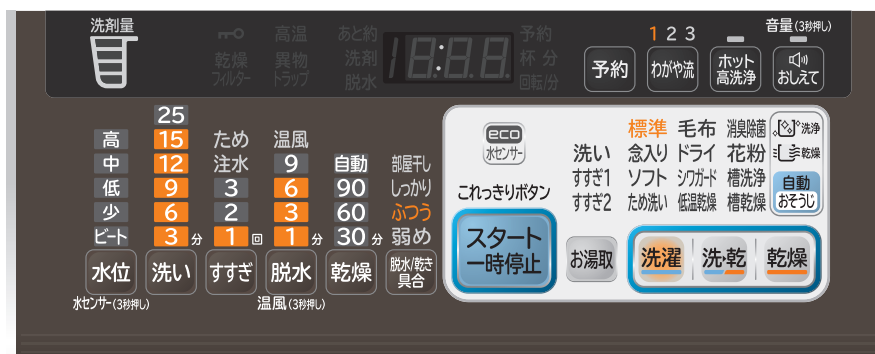 洗剤量
高温
あと約
予約
乾燥
フィルター
異物
トラップ
洗剤
脱水
18:8.8.
杯 分
回転/分
1 2 3
予約
わがや流
ホット
高洗浄
音量(3秒押し)
おしえて
25
高 15 ため 温風
中 12 注水 9 自動 部屋干し
低 9 3 6 90 しっかり
少 6 2 3 60 ふつう
ビート 3 分 1 回 1 分 30 分 弱め
水位 洗い すすぎ 脱水 乾燥 脱水/乾き
具合
水センサー(3秒押し)
温風(3秒押し)
eco
水センサー
これっきりボタン
スタート
一時停止
標準 毛布 消臭除菌
洗い 念入り ドライ 花粉
すすぎ1 ソフト シワガード 槽洗浄
すすぎ2 ため洗い 低温乾燥 槽乾燥
洗浄
乾燥
自動
おそうじ
お湯取
洗濯 洗・乾 乾燥